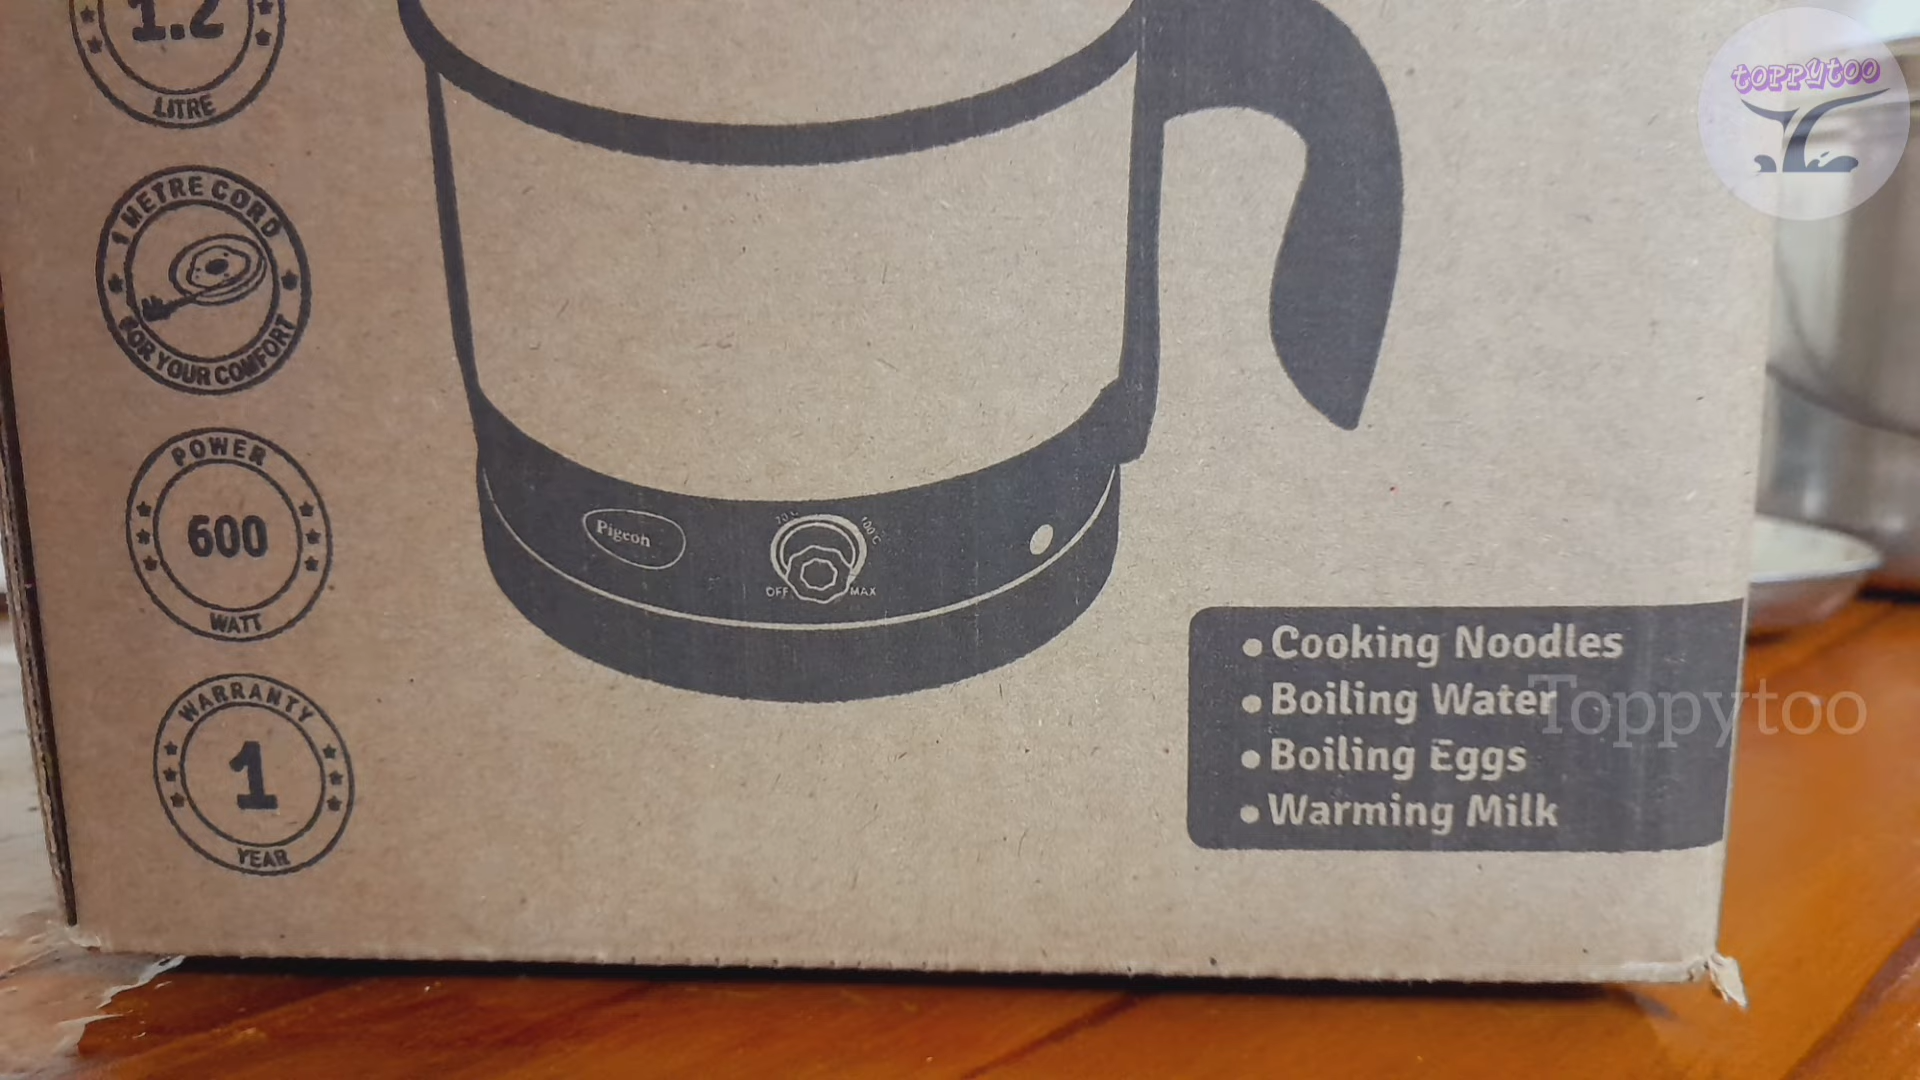 1.2
LITRE
toppytoo
1 METRE CORD
FOR YOUR COMFORT
POWER
600
WATT
Pigeon
100°C
OFF
MAX
WARRANTY
1
YEAR
• Cooking Noodles
• Boiling Water
• Boiling Eggs
• Warming Milk
Toppytoo